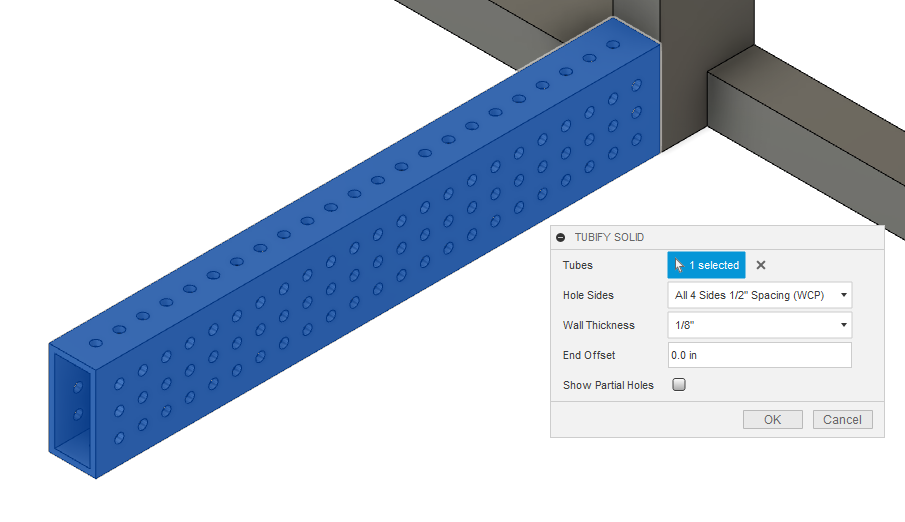 TUBIFY SOLID
Tubes 1 selected
Hole Sides All 4 Sides 1/2" Spacing (WCP)
Wall Thickness 1/8"
End Offset 0.0 in
Show Partial Holes
OK Cancel